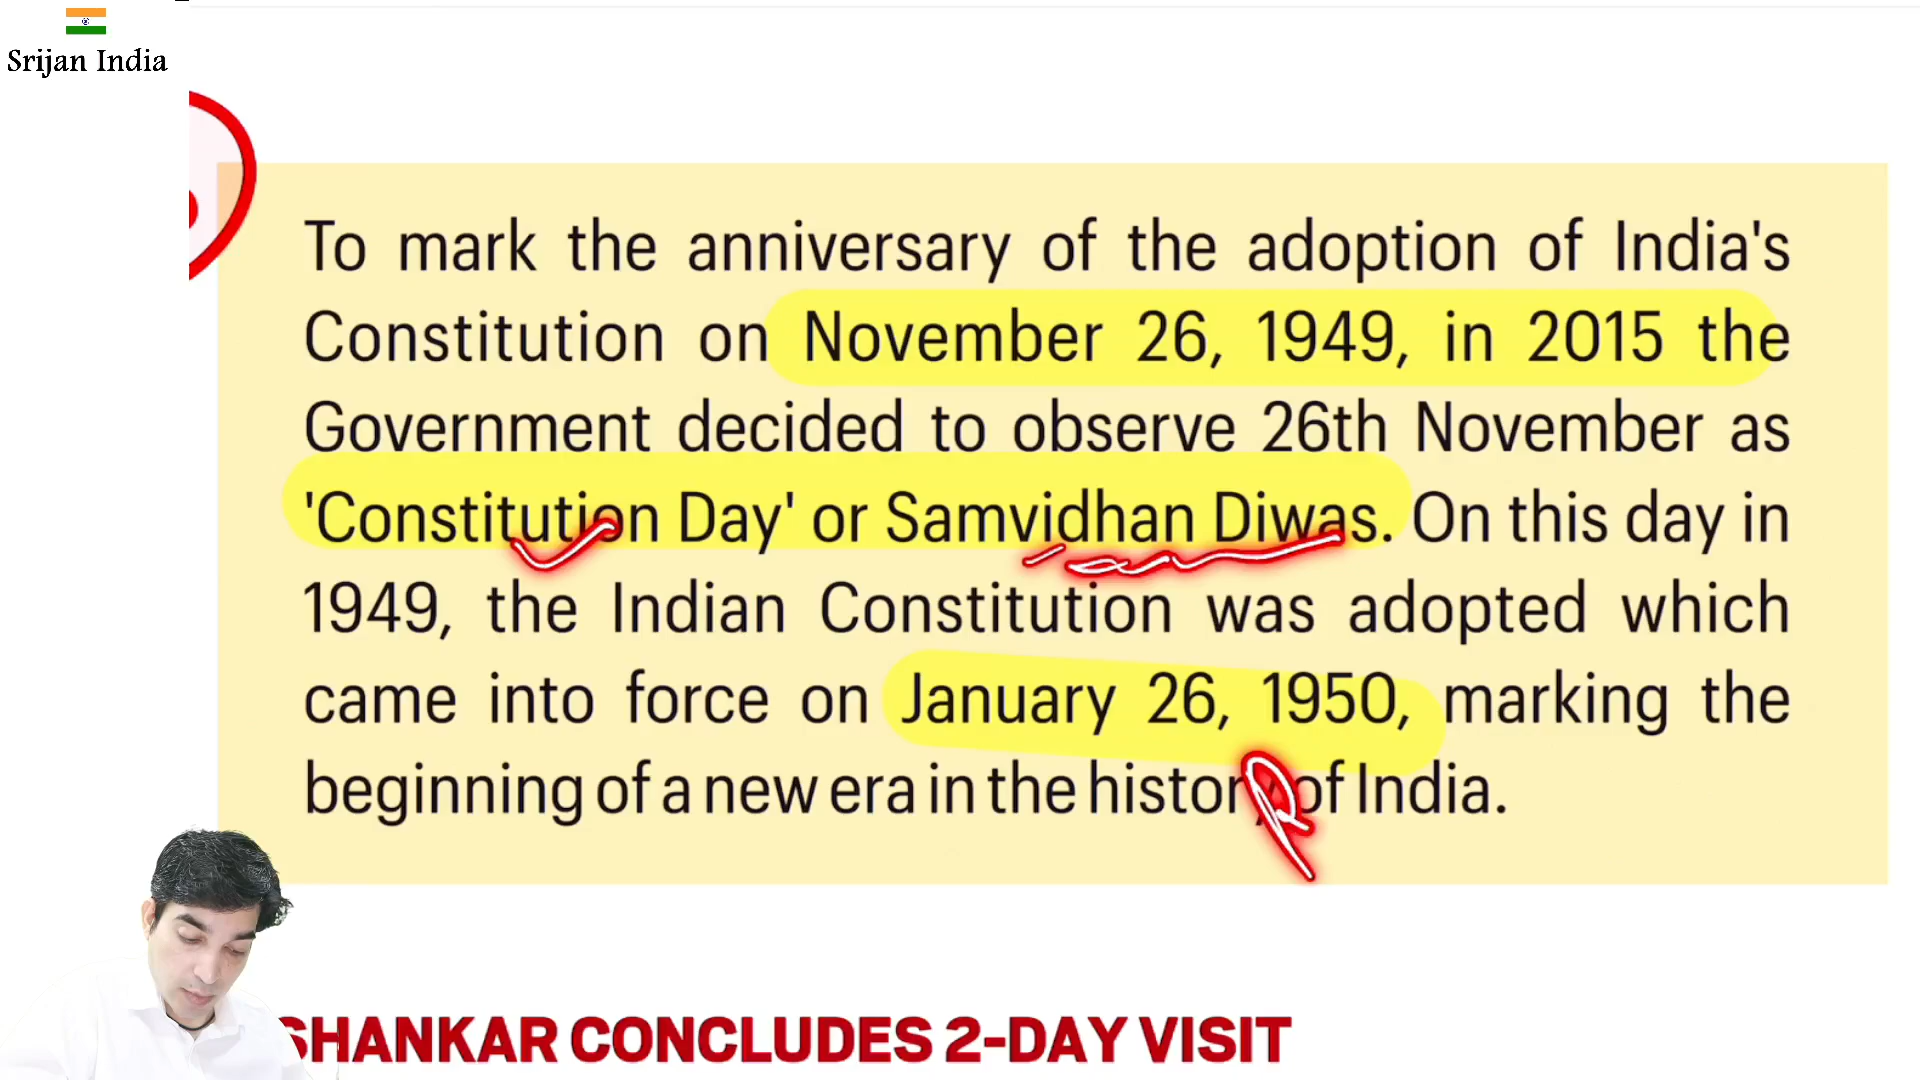 Srijan India
To mark the anniversary of the adoption of India's
Constitution on November 26, 1949, in 2015 the
Government decided to observe 26th November as
'Constitution Day' or Samvidhan Diwas. On this day in
1949, the Indian Constitution was adopted which
came into force on January 26, 1950, marking the
beginning of a new era in the history of India.
SHANKAR CONCLUDES 2-DAY VISIT